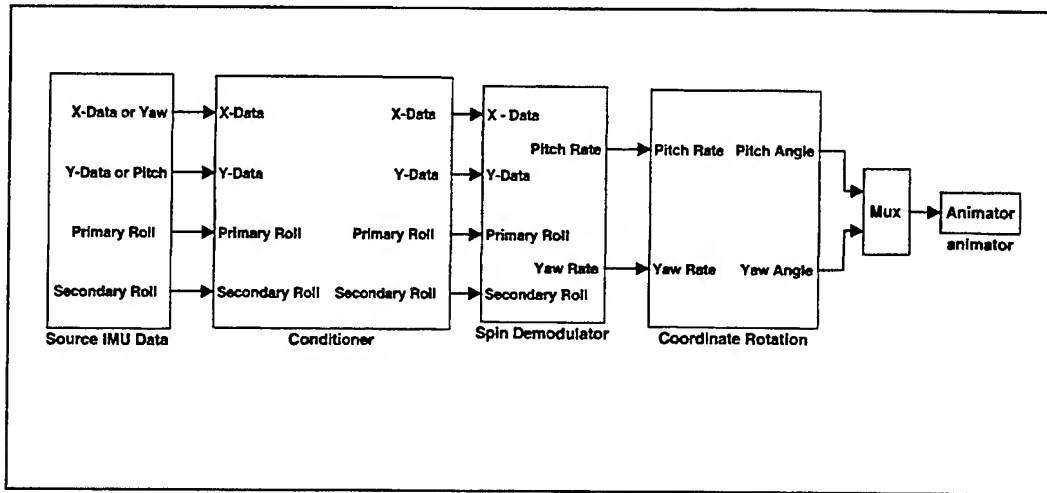 X-Data or Yaw
Y-Data or Pitch
Primary Roll
Secondary Roll
Source IMU Data
X-Data
Y-Data
Primary Roll
Secondary Roll
X-Data
Y-Data
Primary Roll
Secondary Roll
Conditioner
X - Data
Pitch Rate
Y-Data
Primary Roll
Yaw Rate
Secondary Roll
Spin Demodulator
Pitch Rate
Yaw Rate
Pitch Angle
Yaw Angle
Coordinate Rotation
Mux
Animator
animator